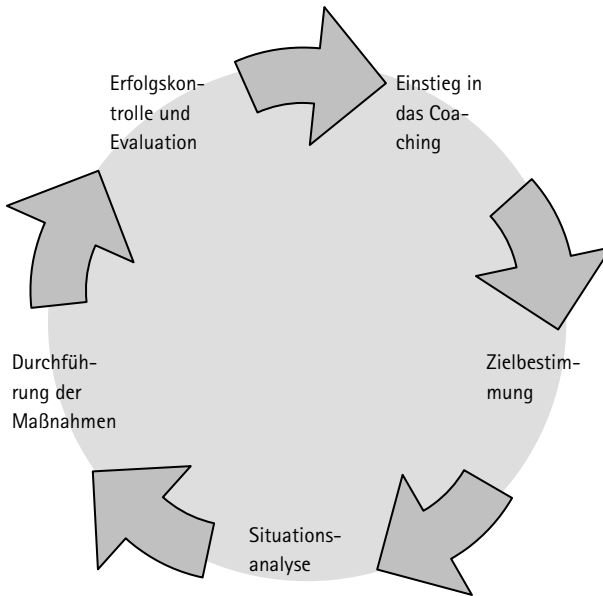 Erfolgskon-
trolle und
Evaluation
Einstieg in
das Coa-
ching
Zielbestim-
mung
Situations-
analyse
Durchfüh-
rung der
Maßnahmen